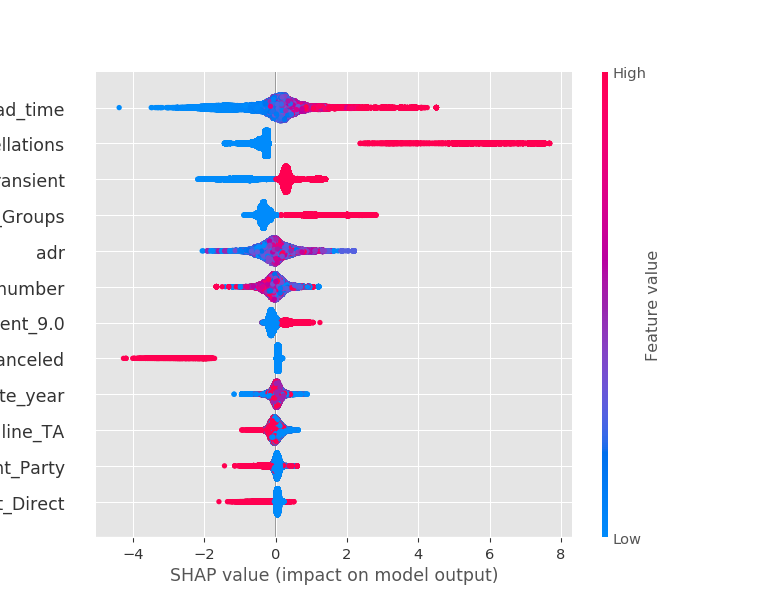 High
ad_time
ellations
ransient
_Groups
adr
number
ent_9.0
anceled
te_year
line_TA
nt_Party
t_Direct
Feature value
Low
−4
−2
0
2
4
6
8
SHAP value (impact on model output)